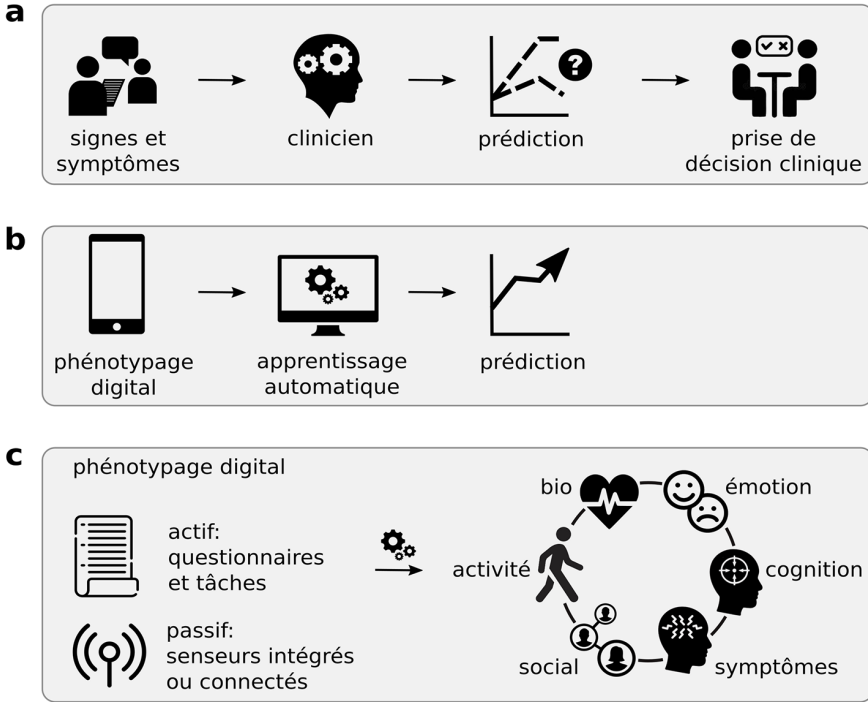 a
signes et
symptômes
clinicien
?
prédiction
prise de
décision clinique
b
phénotypage
digital
apprentissage
automatique
prédiction
c
phénotypage digital
actif:
questionnaires
et tâches
passif:
senseurs intégrés
ou connectés
bio
émotion
activité
cognition
social
symptômes